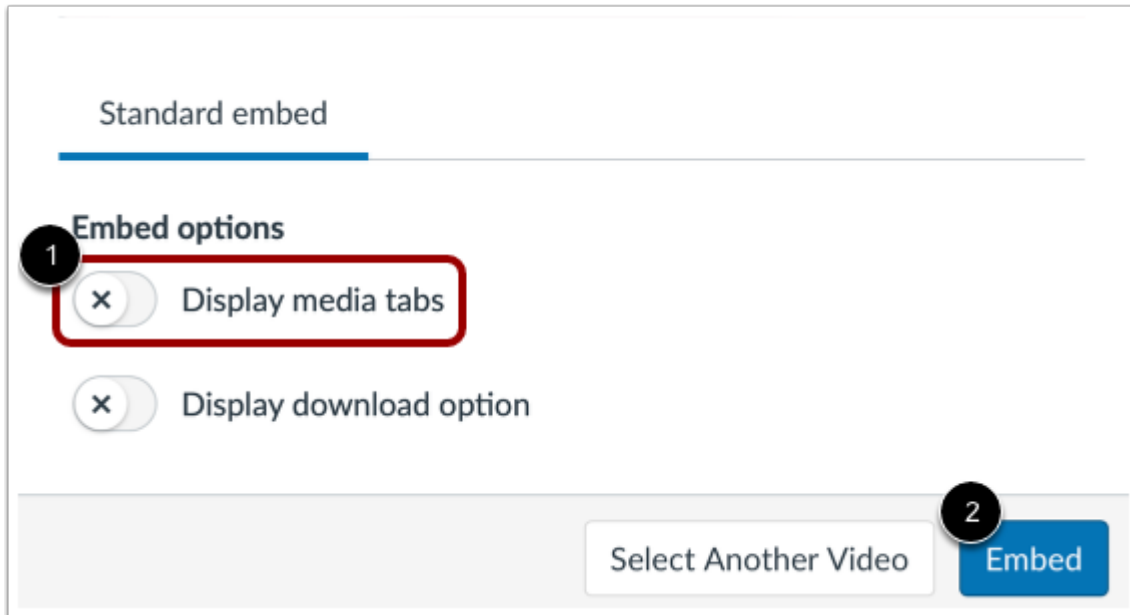 Standard embed
Embed options
1
Display media tabs
Display download option
2
Select Another Video
Embed